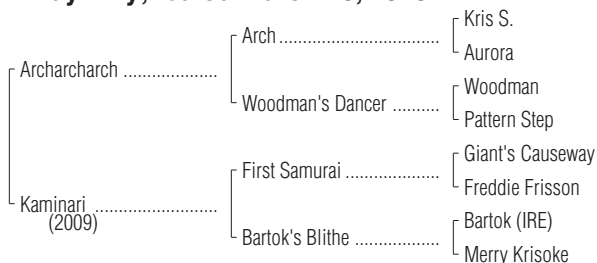 Kris S.
Arch
Aurora
Archarcharch
Woodman
Woodman's Dancer
Pattern Step
Giant's Causeway
First Samurai
Freddie Frisson
Kaminari
(2009)
Bartok (IRE)
Bartok's Blithe
Merry Krisoke